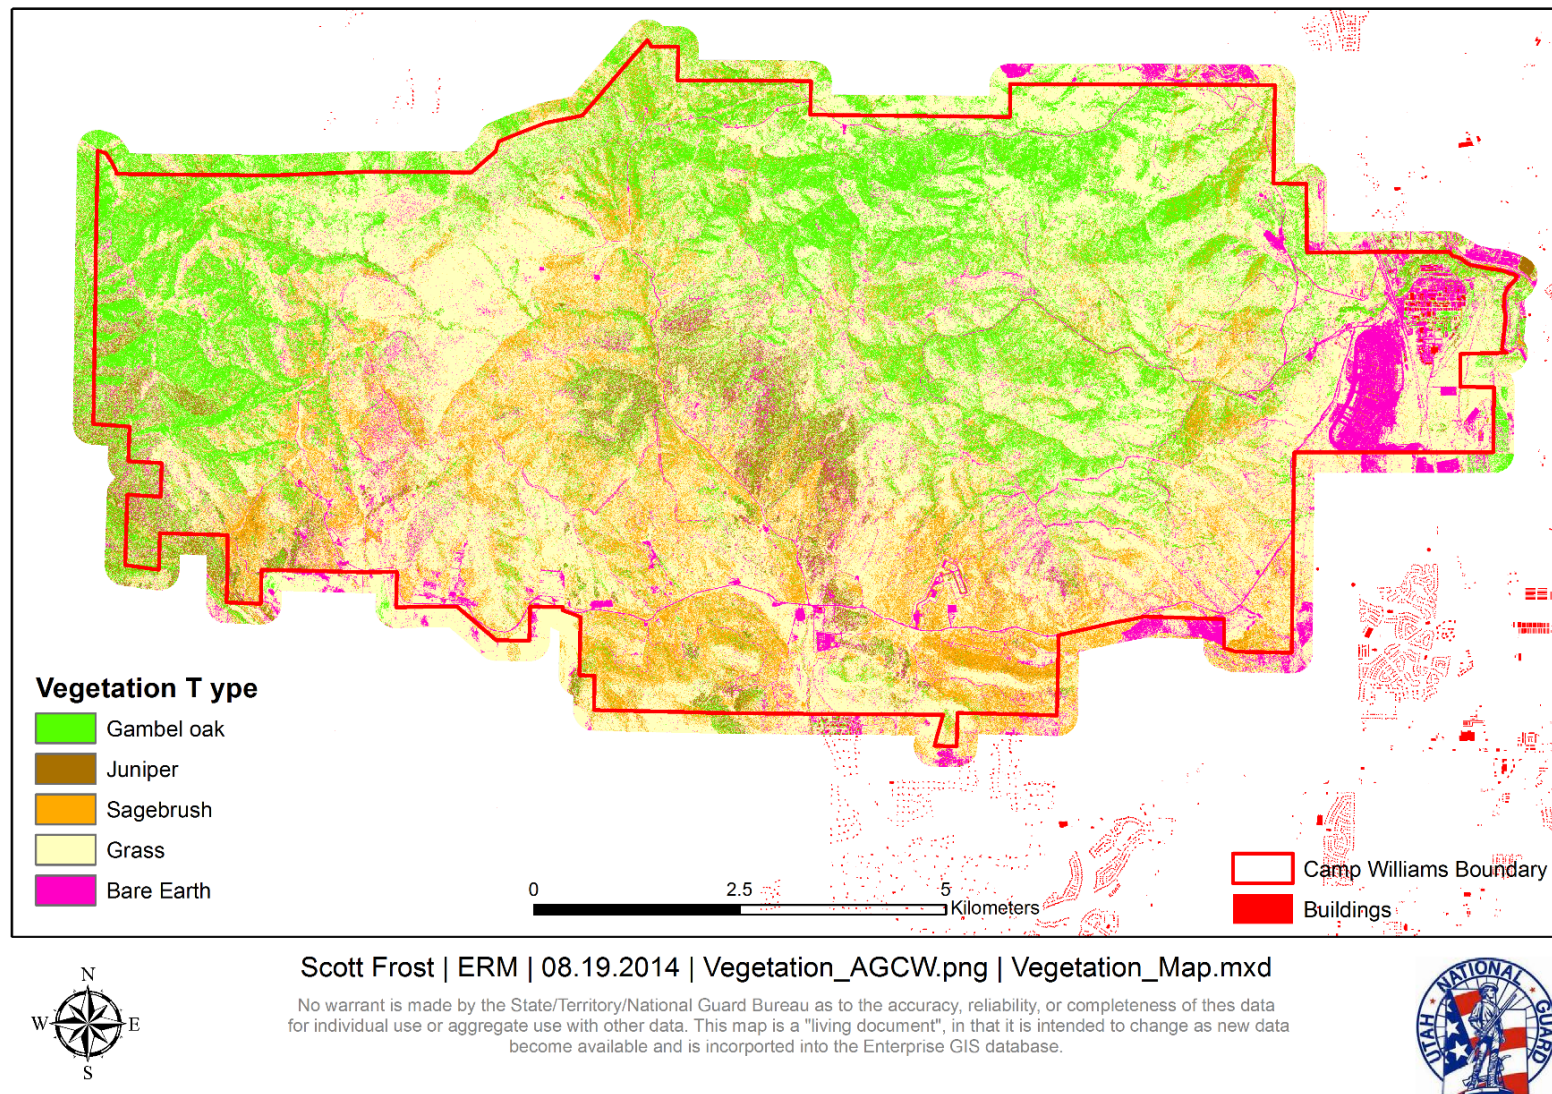 Vegetation T ype
Gambel oak
Juniper
Sagebrush
Grass
Bare Earth
0 2.5 5
Kilometers
Camp Williams Boundary
Buildings
Scott Frost | ERM | 08.19.2014 | Vegetation_AGCW.png | Vegetation_Map.mxd
No warrant is made by the State/Territory/National Guard Bureau as to the accuracy, reliability, or completeness of thes data
for individual use or aggregate use with other data. This map is a "living document", in that it is intended to change as new data
become available and is incorported into the Enterprise GIS database.
N
W E
S
UTAH NATIONAL GUARD